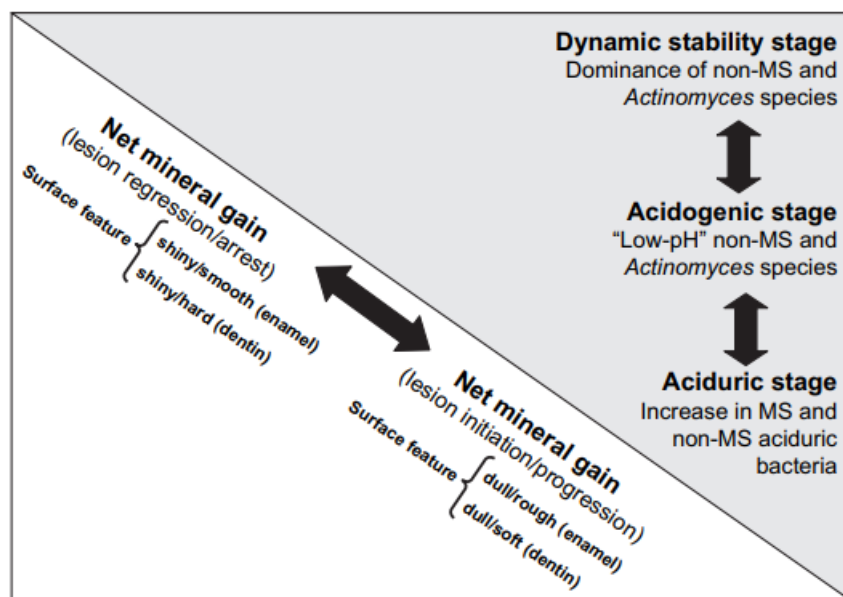 Dynamic stability stage
Dominance of non-MS and
Actinomyces species
Acidogenic stage
“Low-pH” non-MS and
Actinomyces species
Aciduric stage
Increase in MS and
non-MS aciduric
bacteria
Net mineral gain
(lesion regression/arrest)
Surface feature
shiny/smooth (enamel)
shiny/hard (dentin)
Net mineral gain
(lesion initiation/progression)
Surface feature
dull/rough (enamel)
dull/soft (dentin)